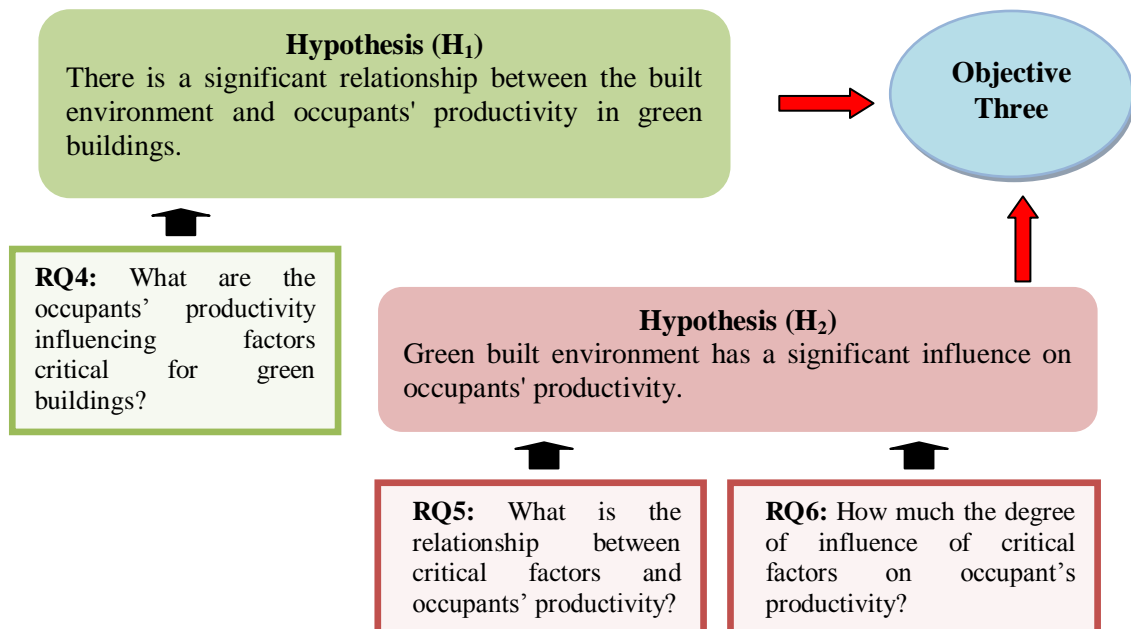 Hypothesis (H₁)
There is a significant relationship between the built
environment and occupants' productivity in green
buildings.
Objective
Three
RQ4: What are the
occupants’ productivity
influencing factors
critical for green
buildings?
Hypothesis (H₂)
Green built environment has a significant influence on
occupants' productivity.
RQ5: What is the
relationship between
critical factors and
occupants’ productivity?
RQ6: How much the degree
of influence of critical
factors on occupant’s
productivity?